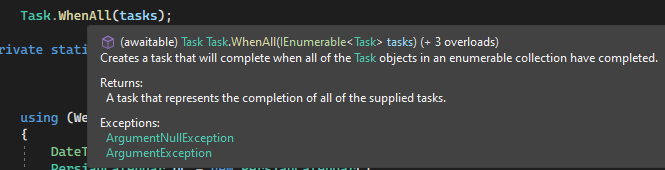 Task.WhenAll(tasks);
(awaitable) Task Task.WhenAll(IEnumerable<Task> tasks) (+ 3 overloads)
Creates a task that will complete when all of the Task objects in an enumerable collection have completed.
rivate stati
Returns:
A task that represents the completion of all of the supplied tasks.
using (We
Exceptions:
{
ArgumentNullException
DateT
ArgumentException